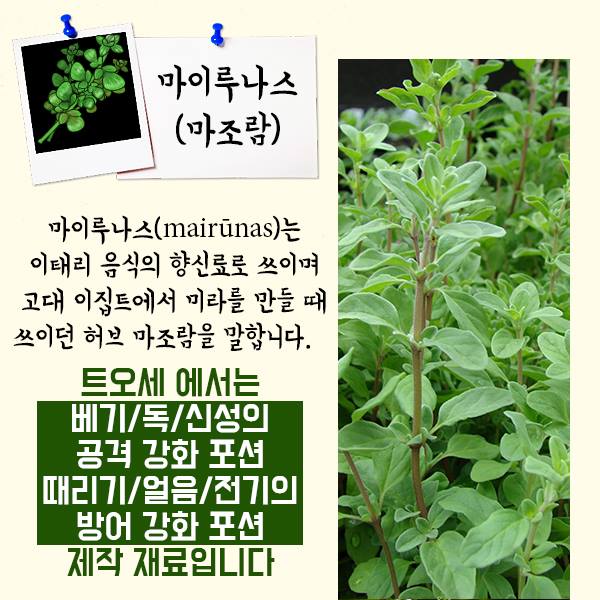 마이루나스
(마조람)
마이루나스(mairūnas)는
이태리 음식의 향신료로 쓰이며
고대 이집트에서 미라를 만들 때
쓰이던 허브 마조람을 말합니다.
트오세 에서는
베기/독/신성의
공격 강화 포션
때리기/얼음/전기의
방어 강화 포션
제작 재료입니다